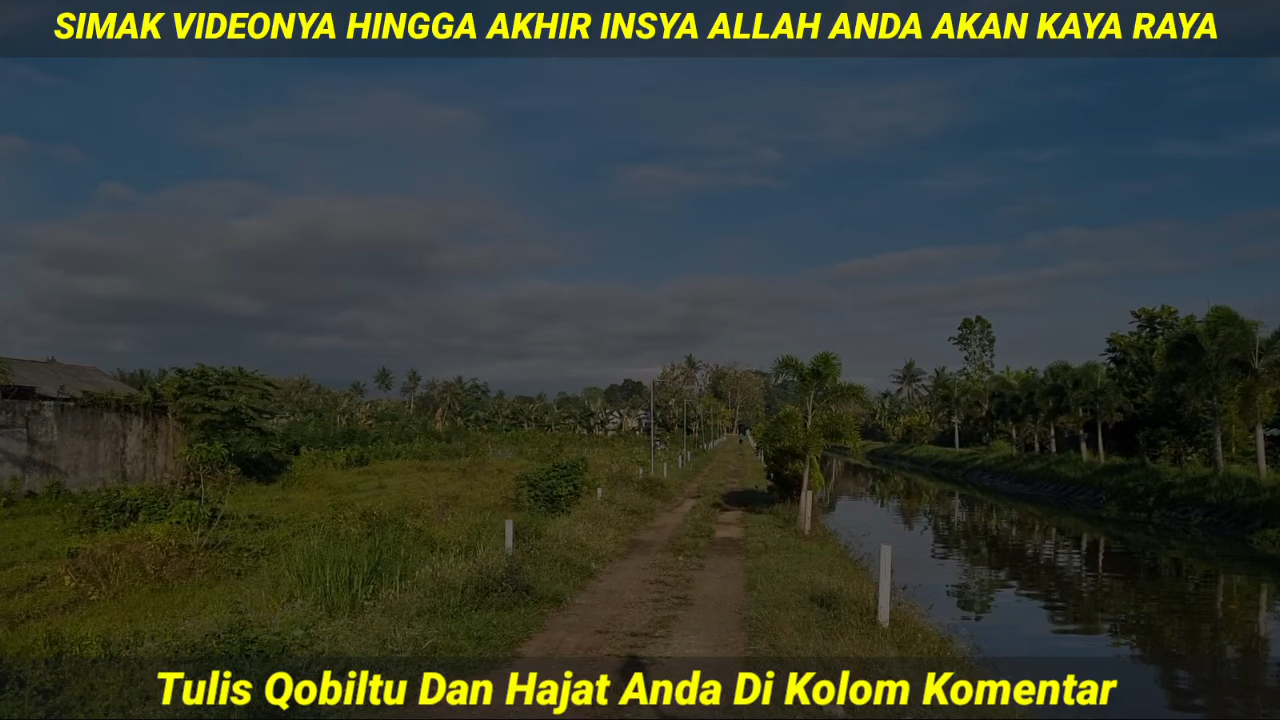 SIMAK VIDEONYA HINGGA AKHIR INSYA ALLAH ANDA AKAN KAYA RAYA
Tulis Qobiltu Dan Hajat Anda Di Kolom Komentar